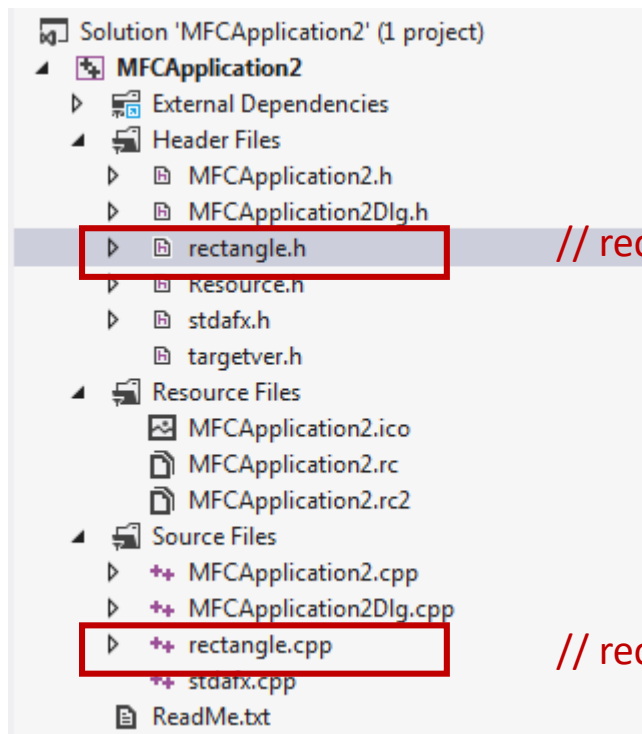 Solution 'MFCApplication2' (1 project)
MFCApplication2
External Dependencies
Header Files
MFCApplication2.h
MFCApplication2Dlg.h
rectangle.h //
Resource.h
stdafx.h
targetver.h
Resource Files
MFCApplication2.ico
MFCApplication2.rc
MFCApplication2.rc2
Source Files
MFCApplication2.cpp
MFCApplication2Dlg.cpp
rectangle.cpp //
stdafx.cpp
ReadMe.txt